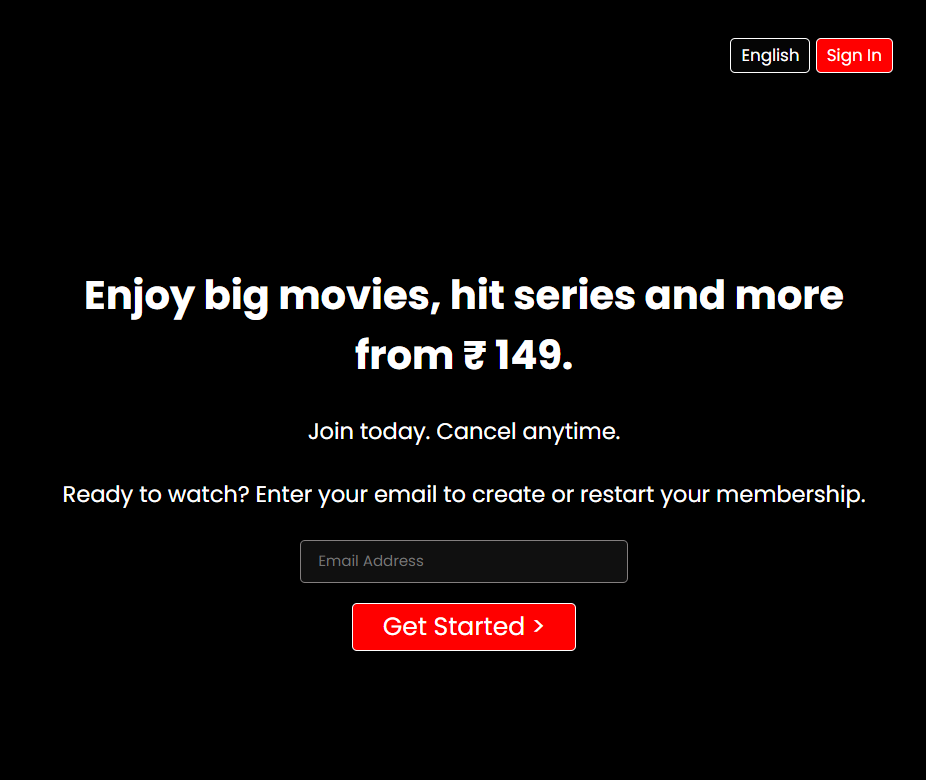 English
Sign In
Enjoy big movies, hit series and more
from ₹ 149.
Join today. Cancel anytime.
Ready to watch? Enter your email to create or restart your membership.
Email Address
Get Started >